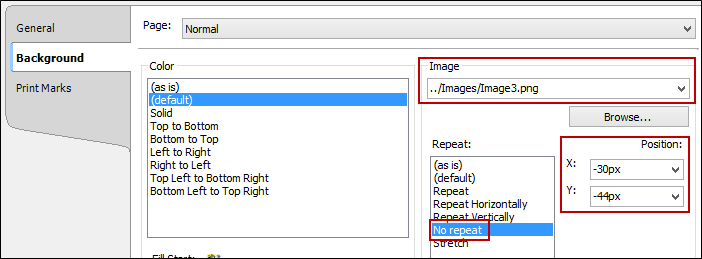 General
Background
Print Marks
Page: Normal
Color
(as is)
(default)
Solid
Top to Bottom
Bottom to Top
Left to Right
Right to Left
Top Left to Bottom Right
Bottom Left to Top Right
Fill Start:
Image
../Images/Image3.png
Browse...
Repeat:
(as is)
(default)
Repeat
Repeat Horizontally
Repeat Vertically
No repeat
Stretch
Position:
X: -30px
Y: -44px